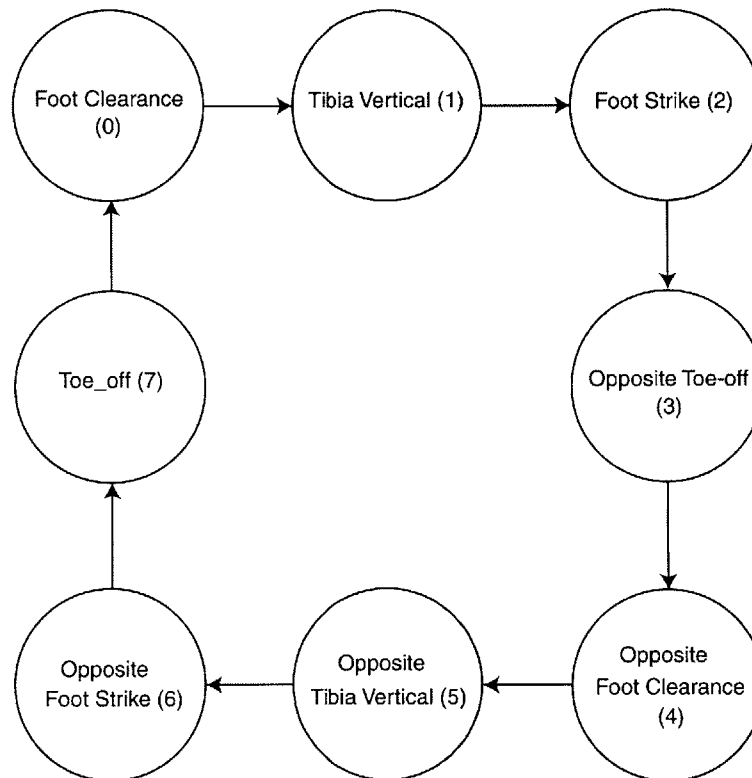 Foot Clearance
(0)
Tibia Vertical (1)
Foot Strike (2)
Toe_off (7)
Opposite Toe-off
(3)
Opposite
Foot Strike (6)
Opposite
Tibia Vertical (5)
Opposite
Foot Clearance
(4)